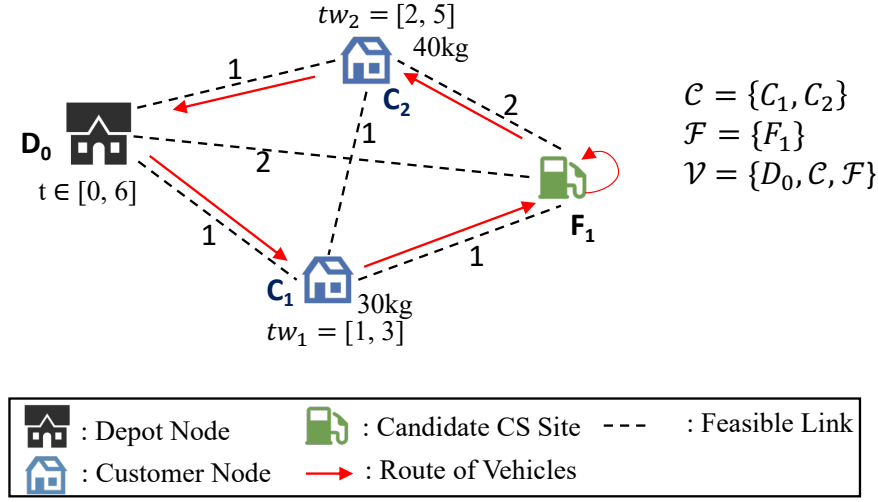 tw₂ = [2, 5]
40kg
1
C₂
2
D₀
1
2
t ∈ [0, 6]
F₁
1
1
C₁
30kg
tw₁ = [1, 3]
𝒞 = {C₁, C₂}
ℱ = {F₁}
𝒱 = {D₀, 𝒞, ℱ}
: Depot Node
: Candidate CS Site
: Feasible Link
: Customer Node
: Route of Vehicles